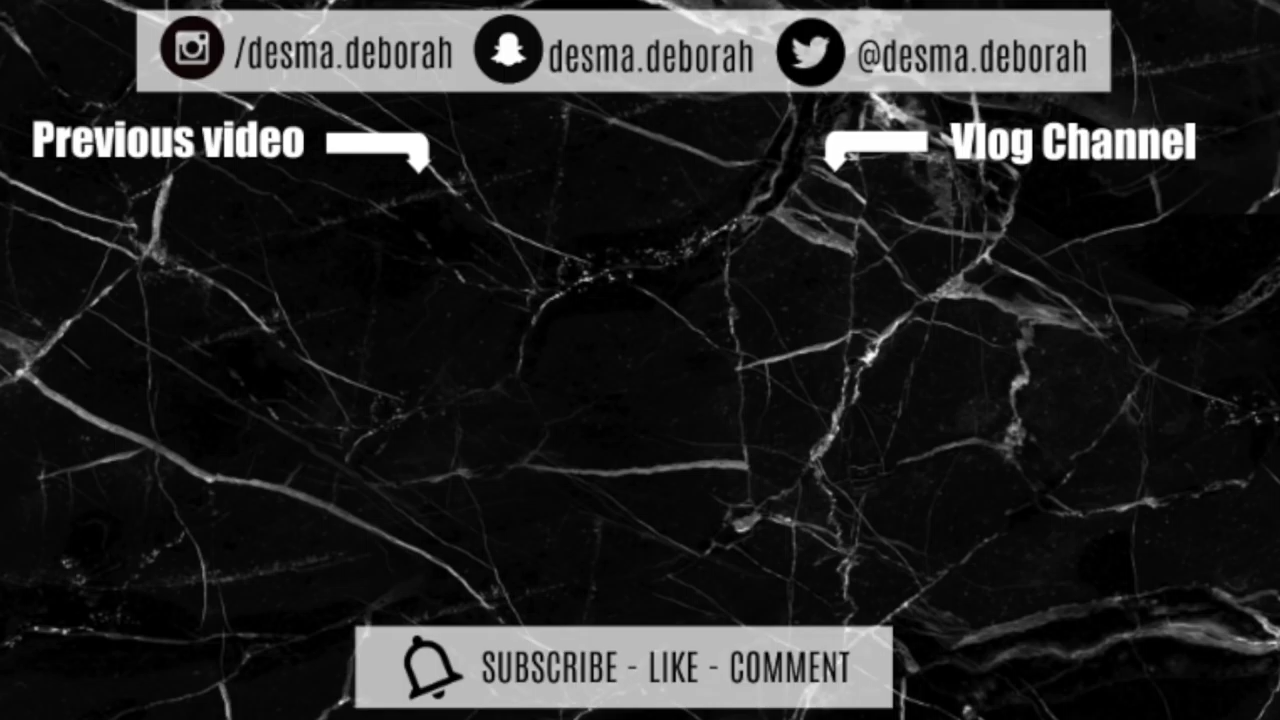 /desma.deborah desma.deborah @desma.deborah
Previous video Vlog Channel
SUBSCRIBE - LIKE - COMMENT